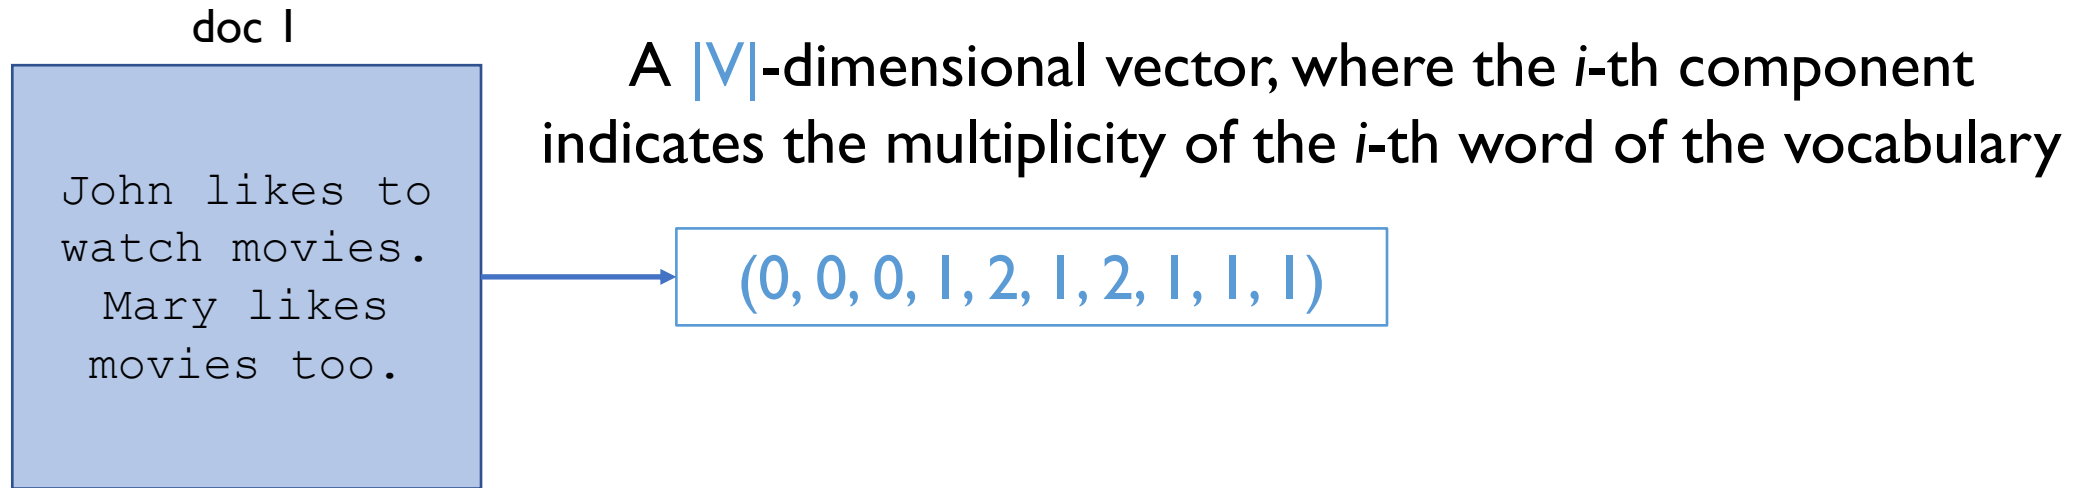 doc 1
A |V|-dimensional vector, where the i-th component
indicates the multiplicity of the i-th word of the vocabulary
John likes to
watch movies.
Mary likes
movies too.
(0, 0, 0, 1, 2, 1, 2, 1, 1, 1)